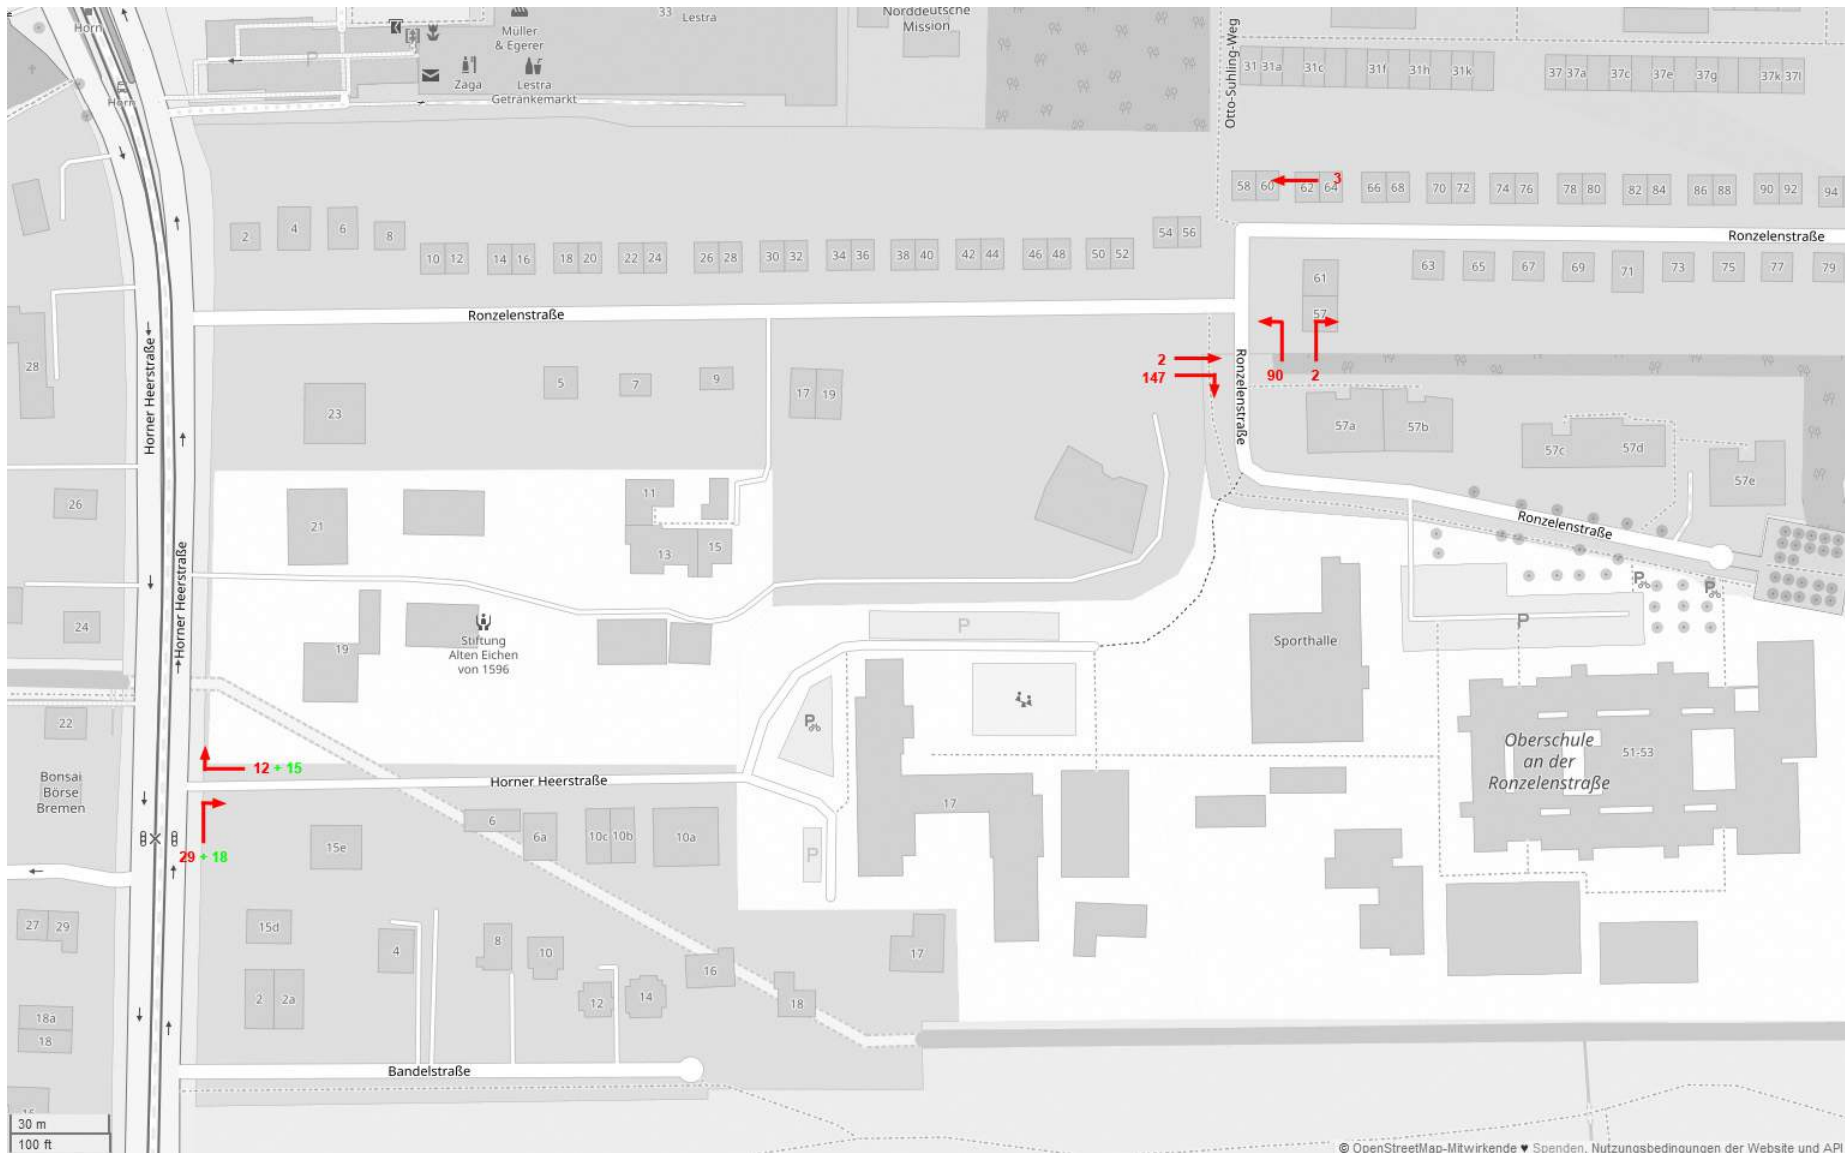 Horn
33
Lestra
Müller
& Egerer
Norddeutsche
Mission
P
Zaga
Lestra
Getränkemarkt
Horn
Otto-Suhling-Weg
31 31a 31c 31f 31h 31k
37 37a 37c 37e 37g 37k 37l
58 60 62 64 66 68 70 72 74 76 78 80 82 84 86 88 90 92 94
3
2 4 6 8
54 56
10 12 14 16 18 20 22 24 26 28 30 32 34 36 38 40 42 44 46 48 50 52
Ronzelenstraße
61
63 65 67 69 71 73 75 77 79
57
Ronzelenstraße
28
Horner Heerstraße
Ronzelenstraße
2
147
90
2
5 7 9
17 19
23
57a 57b
57c 57d
57e
26
21
11
13 15
Ronzelenstraße
Horner Heerstraße
24
19
Stiftung
Alten Eichen
von 1596
P
Sporthalle
P
P
P
22
P
Oberschule
an der
Ronzelenstraße
51-53
12 + 15
Bonsai
Börse
Bremen
Horner Heerstraße
17
6
6a
10c 10b
10a
15e
29 + 18
P
27 29
15d
4
8
10
16
17
2 2a
12
14
18
18a
18
Bandelstraße
16
30 m
100 ft
© OpenStreetMap-Mitwirkende ♥ Spenden. Nutzungsbedingungen der Website und API